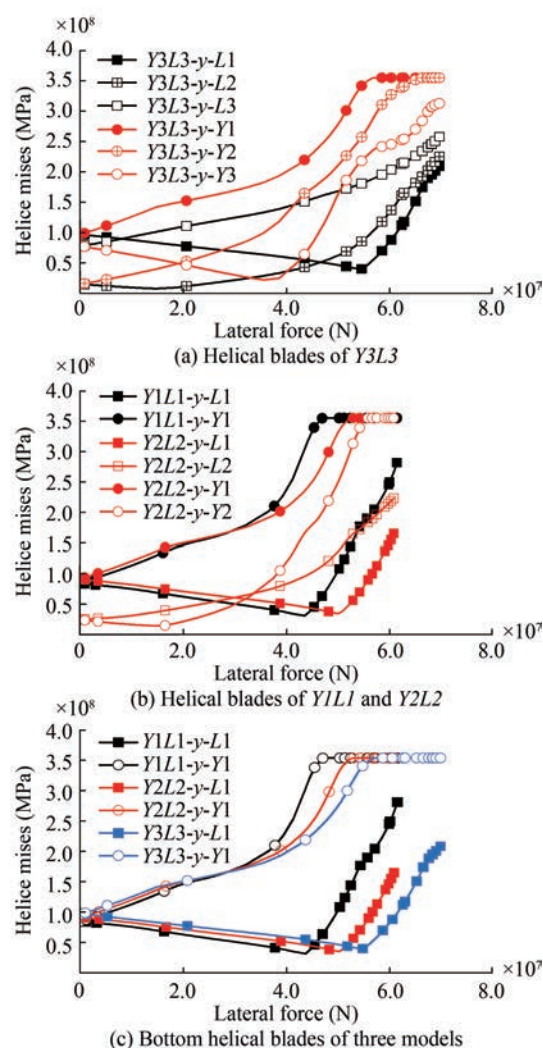 ×10⁸
4.0
3.5
3.0
2.5
2.0
1.5
1.0
0.5
Helice mises (MPa)
Y3L3-y-L1
Y3L3-y-L2
Y3L3-y-L3
Y3L3-y-Y1
Y3L3-y-Y2
Y3L3-y-Y3
0 2.0 4.0 6.0 8.0
×10⁷
Lateral force (N)
(a) Helical blades of Y3L3
×10⁸
4.0
3.5
3.0
2.5
2.0
1.5
1.0
0.5
Helice mises (MPa)
Y1L1-y-L1
Y1L1-y-Y1
Y2L2-y-L1
Y2L2-y-L2
Y2L2-y-Y1
Y2L2-y-Y2
0 2.0 4.0 6.0 8.0
×10⁷
Lateral force (N)
(b) Helical blades of Y1L1 and Y2L2
×10⁸
4.0
3.5
3.0
2.5
2.0
1.5
1.0
0.5
Helice mises (MPa)
Y1L1-y-L1
Y1L1-y-Y1
Y2L2-y-L1
Y2L2-y-Y1
Y3L3-y-L1
Y3L3-y-Y1
0 2.0 4.0 6.0 8.0
×10⁷
Lateral force (N)
(c) Bottom helical blades of three models